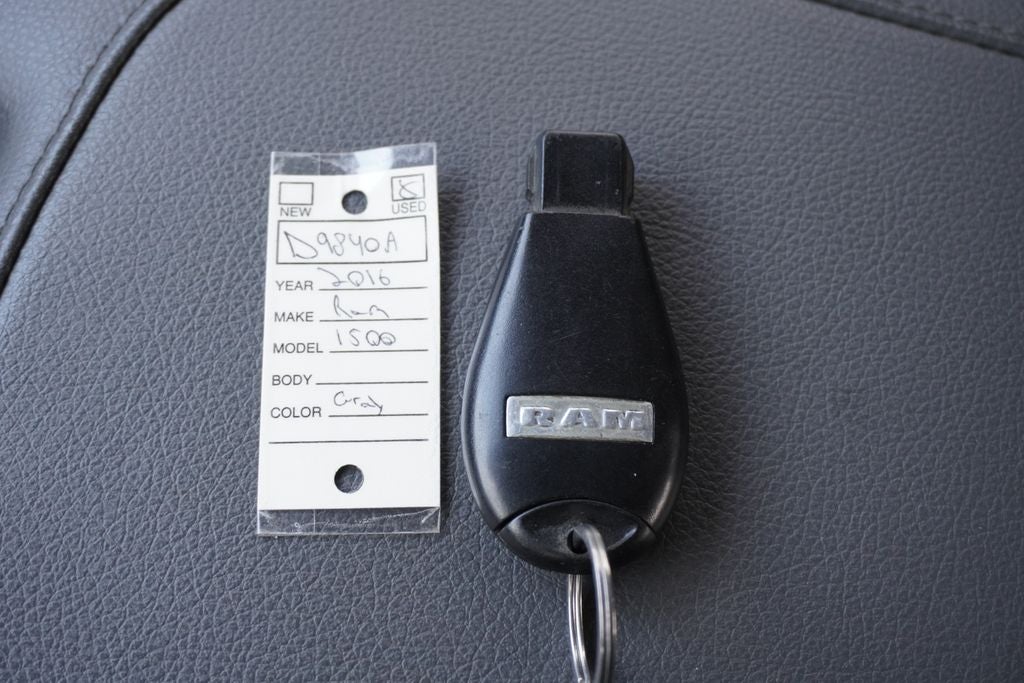 NEW USED
D9840A
YEAR 2016
MAKE Ram
MODEL 1500
BODY
COLOR Gray
RAM